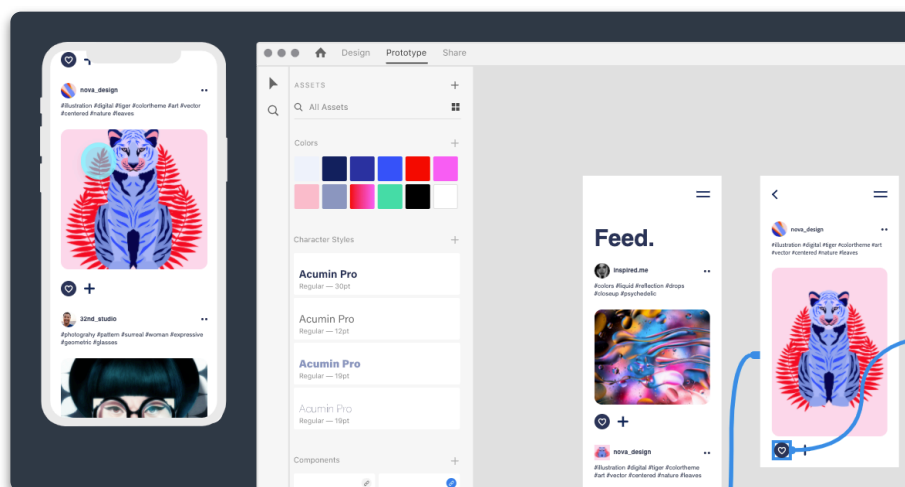 nova_design
#illustration #digital #tiger #colortheme #art #vector
#centered #nature #leaves
32nd_studio
#photograhy #pattern #surreal #woman #expressive
#geometric #glasses
Design Prototype Share
ASSETS
All Assets
Colors
Character Styles
Acumin Pro
Regular — 30pt
Acumin Pro
Regular — 12pt
Acumin Pro
Regular — 19pt
Acumin Pro
Regular — 19pt
Components
Feed.
inspired.me
#colors #liquid #reflection #drops
#closeup #psychedelic
nova_design
#illustration #digital #tiger #colortheme
#art #vector #centered #nature #leaves
nova_design
#illustration #digital #tiger #colortheme #art
#vector #centered #nature #leaves